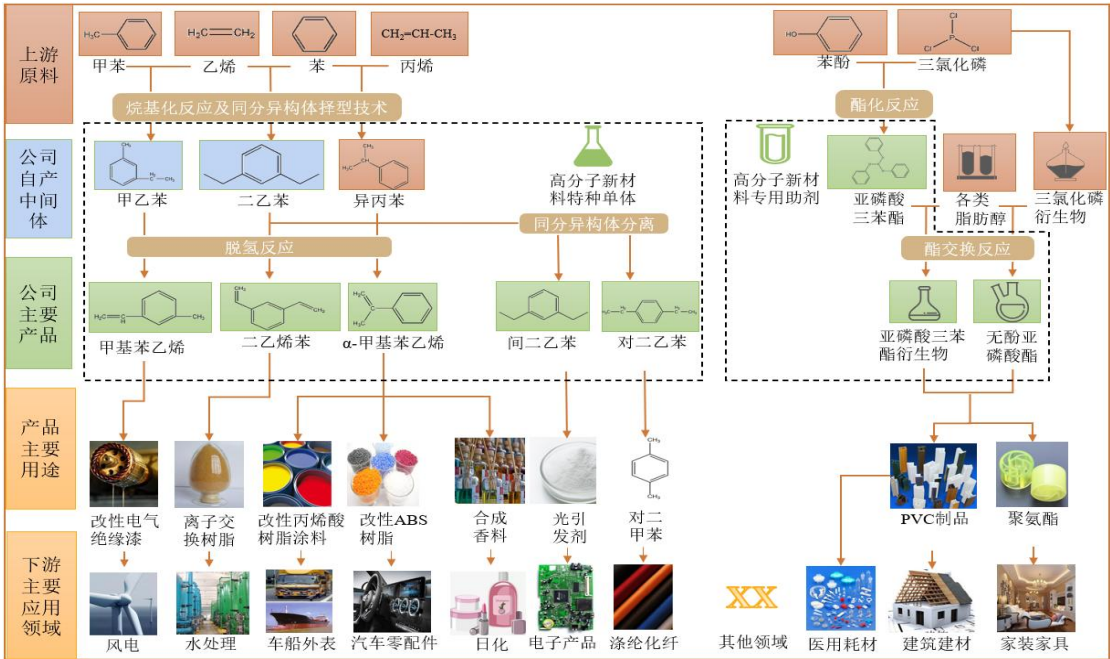 上游
原料
H₃C
H₂C
CH₂
CH₂=CH-CH₃
HO
Cl
P
Cl
Cl
甲苯
乙烯
苯
丙烯
苯酚
三氯化磷
烷基化反应及同分异构体择型技术
酯化反应
公司
自产
中间
体
CH₃
CH
H₃C
甲乙苯
二乙苯
异丙苯
高分子新材
料特种单体
高分子新材
料专用助剂
亚磷酸
三苯酯
各类
脂肪醇
三氯化磷
衍生物
脱氢反应
同分异构体分离
酯交换反应
公司
主要
产品
H₂C
H
CH₃
CH₂
H₃C
甲基苯乙烯
二乙烯苯
α-甲基苯乙烯
间二乙苯
对二乙苯
亚磷酸三苯
酯衍生物
无酚亚
磷酸酯
产品
主要
用途
CH₃
CH₃
改性电气
绝缘漆
离子交
换树脂
改性丙烯酸
树脂涂料
改性ABS
树脂
合成
香料
光引
发剂
对二
甲苯
PVC制品
聚氨酯
下游
主要
应用
领域
XX
风电
水处理
车船外表
汽车零配件
日化
电子产品
涤纶化纤
其他领域
医用耗材
建筑建材
家装家具